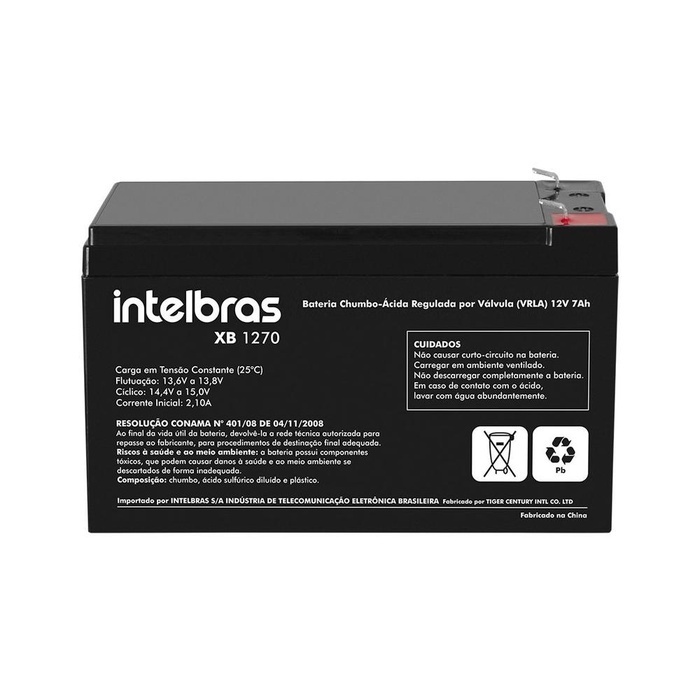 intelbras
XB 1270
Bateria Chumbo-Ácida Regulada por Válvula (VRLA) 12V 7Ah
Carga em Tensão Constante (25°C)
Flutuação: 13,6V a 13,8V
Cíclico: 14,4V a 15,0V
Corrente Inicial: 2,10A
CUIDADOS
Não causar curto-circuito na bateria.
Carregar em ambiente ventilado.
Não descarregar completamente a bateria.
Em caso de contato com o ácido,
lavar com água abundantemente.
RESOLUÇÃO CONAMA N° 401/08 DE 04/11/2008
Ao final da vida útil da bateria, devolvê-la a rede técnica autorizada para
repasso ao fabricante, para procedimentos de destinação final adequada.
Riscos à saúde e ao meio ambiente: a bateria possui componentes
tóxicos, que podem causar danos à saúde e ao meio ambiente se
descartados de forma inadequada.
Composição: chumbo, ácido sulfúrico diluído e plástico.
Pb
Importado por INTELBRAS S/A INDÚSTRIA DE TELECOMUNICAÇÃO ELETRÔNICA BRASILEIRA Fabricado por TIGER CENTURY INTL CO. LTD
Fabricado na China